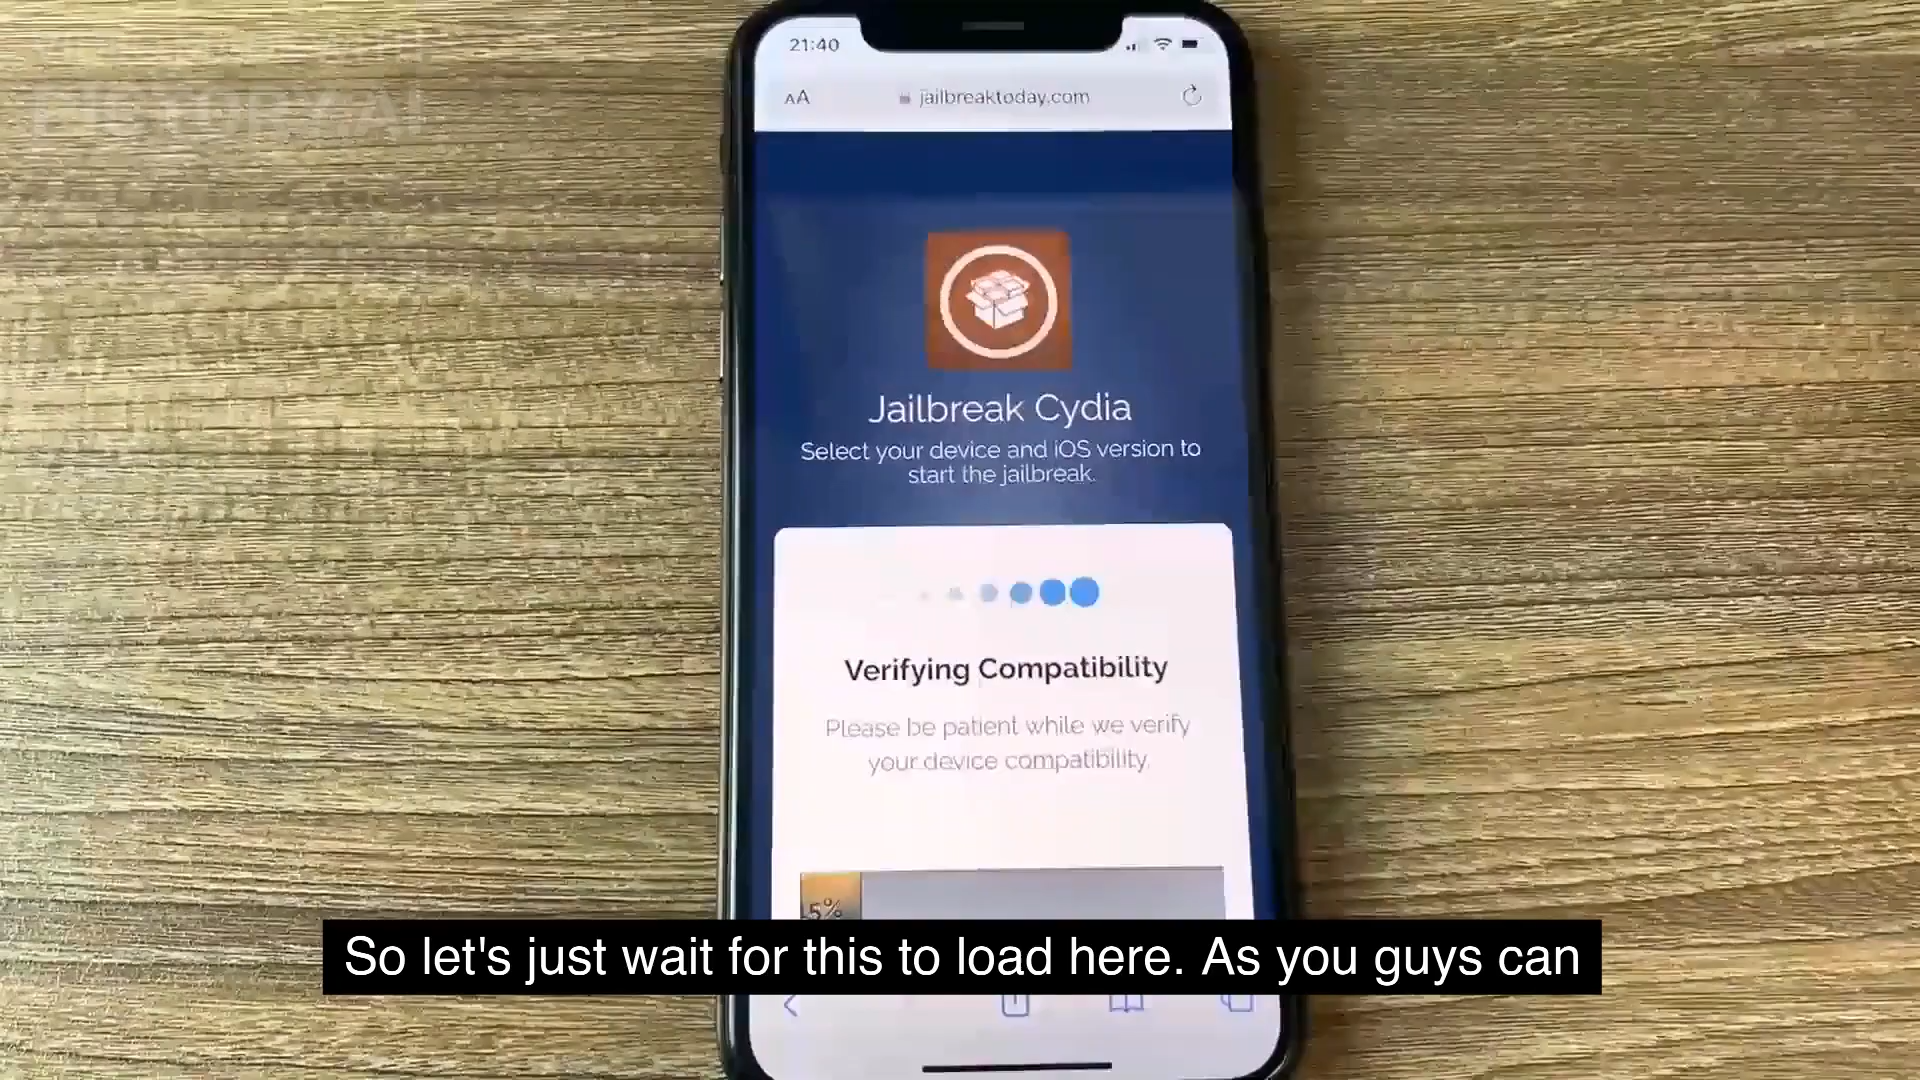 21:40
AA
jailbreaktoday.com
Jailbreak Cydia
Select your device and iOS version to
start the jailbreak.
Verifying Compatibility
Please be patient while we verify
your device compatibility.
5%
So let's just wait for this to load here. As you guys can